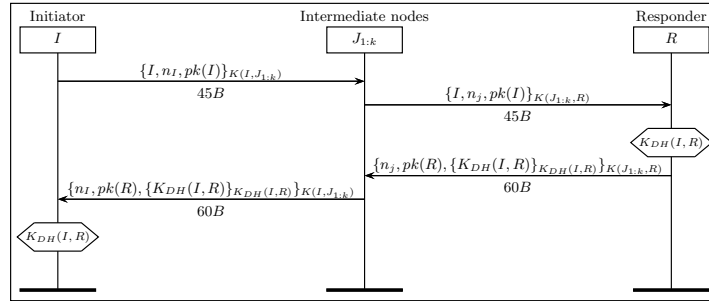 Initiator
Intermediate nodes
Responder
I
J_{1:k}
R
{I, n_I, pk(I)}_{K(I,J_{1:k})}
45B
{I, n_j, pk(I)}_{K(J_{1:k},R)}
45B
K_{DH}(I, R)
{n_j, pk(R), {K_{DH}(I, R)}_{K_{DH}(I,R)}}_{K(J_{1:k},R)}
60B
{n_I, pk(R), {K_{DH}(I, R)}_{K_{DH}(I,R)}}_{K(I,J_{1:k})}
60B
K_{DH}(I, R)